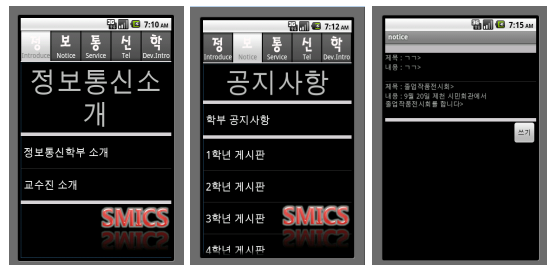 7:10 AM
정 보 통 신 학
Introduce Notice Service Tel Dev.Intro
정보통신소
개
정보통신학부 소개
교수진 소개
SMICS
7:12 AM
정 보 통 신 학
Introduce Notice Service Tel Dev.Intro
공지사항
학부 공지사항
1학년 게시판
2학년 게시판
3학년 게시판
4학년 게시판
SMICS
7:15 AM
notice
제목 : ㄱㄱ>
내용 : ㄱㄱ>
제목 : 졸업작품전시회>
내용 : 9월 20일 제천 시민회관에서
졸업작품전시회를 합니다>
쓰기